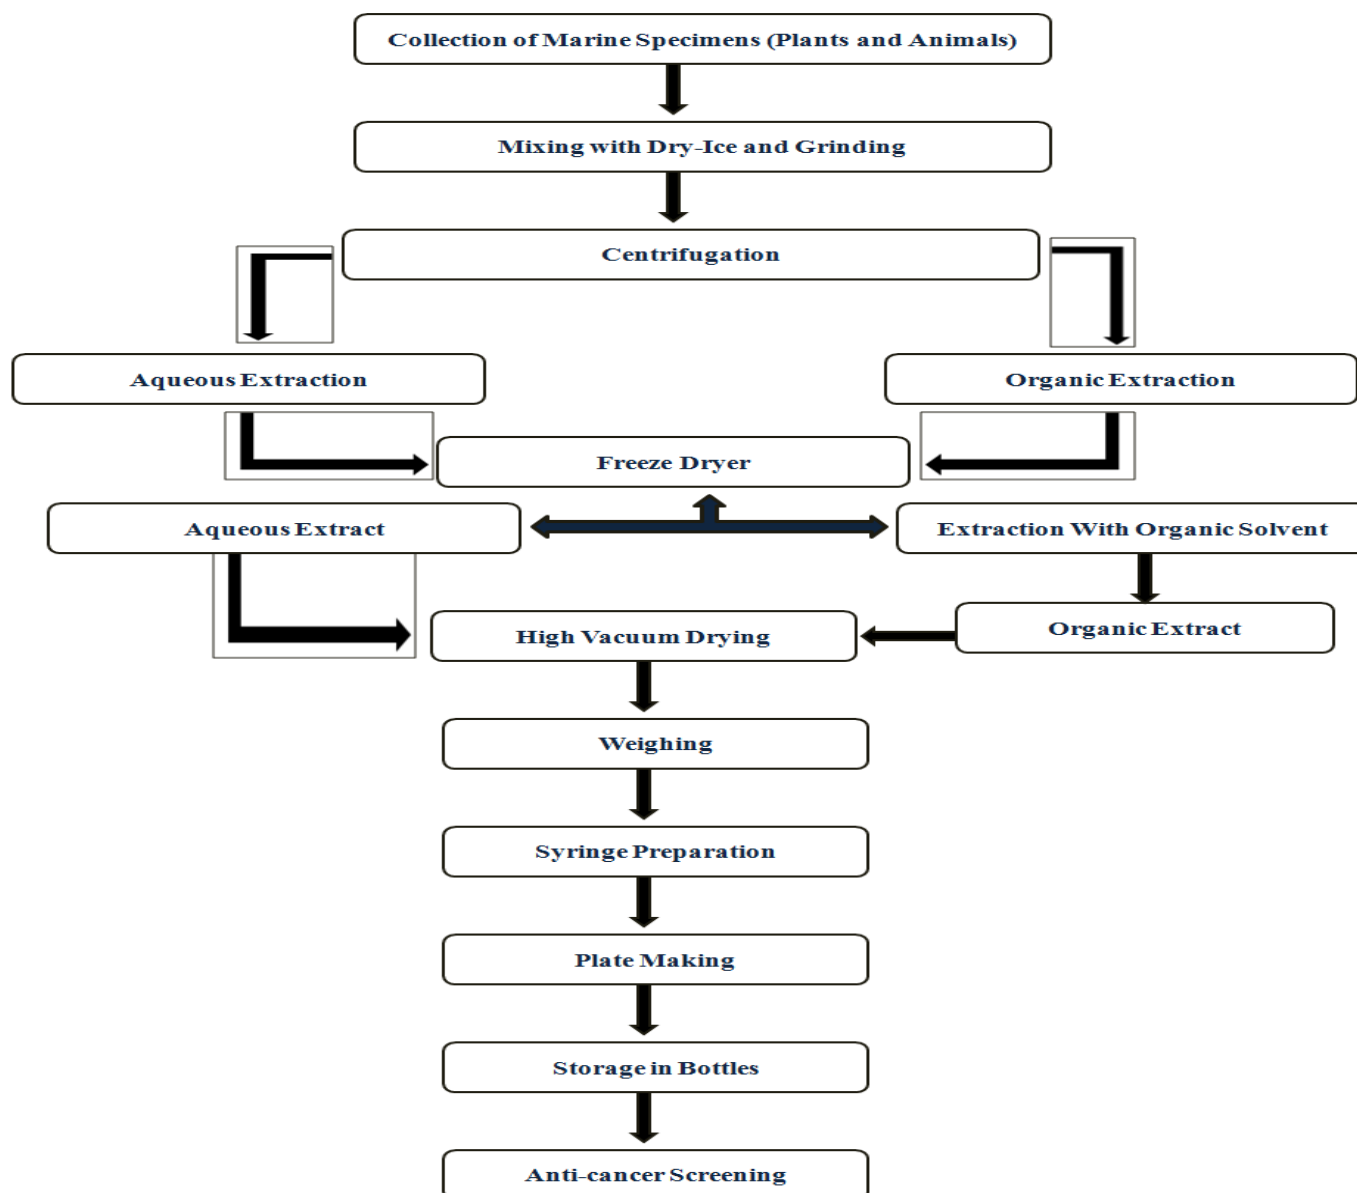 Collection of Marine Specimens (Plants and Animals)
Mixing with Dry-Ice and Grinding
Centrifugation
Aqueous Extraction
Organic Extraction
Freeze Dryer
Aqueous Extract
Extraction With Organic Solvent
Organic Extract
High Vacuum Drying
Weighing
Syringe Preparation
Plate Making
Storage in Bottles
Anti-cancer Screening